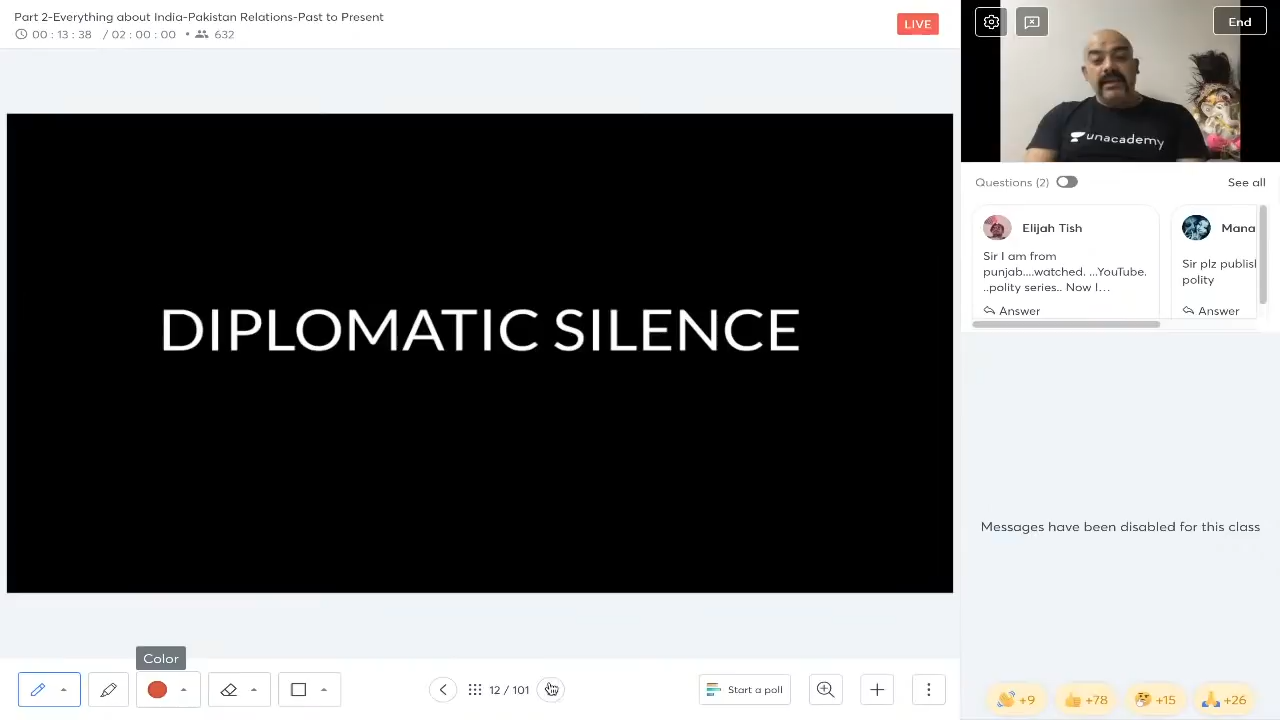 Part 2-Everything about India-Pakistan Relations-Past to Present
00 : 13 : 38 / 02 : 00 : 00 • 632
LIVE
End
unacademy
DIPLOMATIC SILENCE
Questions (2)
See all
Elijah Tish
Sir I am from
punjab....watched. ...YouTube.
..polity series.. Now I...
Answer
Mana
Sir plz publish
polity
Answer
Messages have been disabled for this class
Color
12 / 101
Start a poll
+9
+78
+15
+26